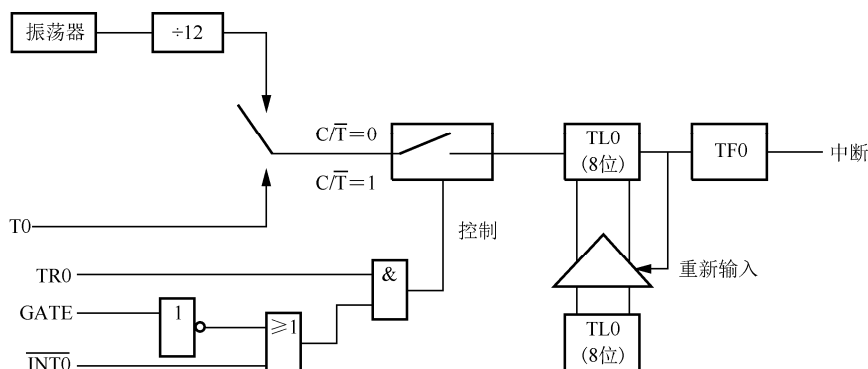 振荡器
÷12
C/T̅=0
C/T̅=1
TL0
(8位)
TF0
中断
T0
控制
TR0
&
重新输入
GATE
1
≥1
I̅N̅T̅0̅
TL0
(8位)